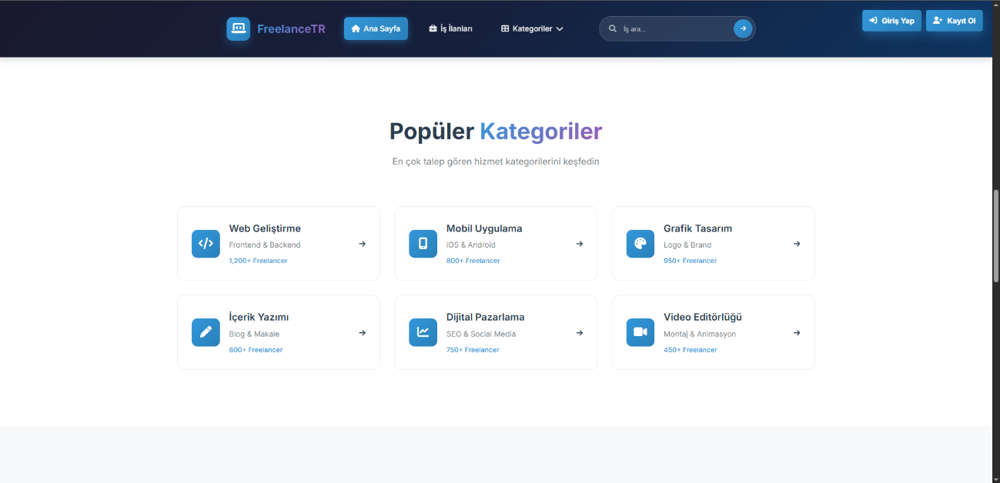 FreelanceTR
Ana Sayfa
İş İlanları
Kategoriler
İş ara...
Giriş Yap
Kayıt Ol
Popüler Kategoriler
En çok talep gören hizmet kategorilerini keşfedin
Web Geliştirme
Frontend & Backend
1,200+ Freelancer
Mobil Uygulama
iOS & Android
800+ Freelancer
Grafik Tasarım
Logo & Brand
950+ Freelancer
İçerik Yazımı
Blog & Makale
600+ Freelancer
Dijital Pazarlama
SEO & Social Media
750+ Freelancer
Video Editörlüğü
Montaj & Animasyon
450+ Freelancer